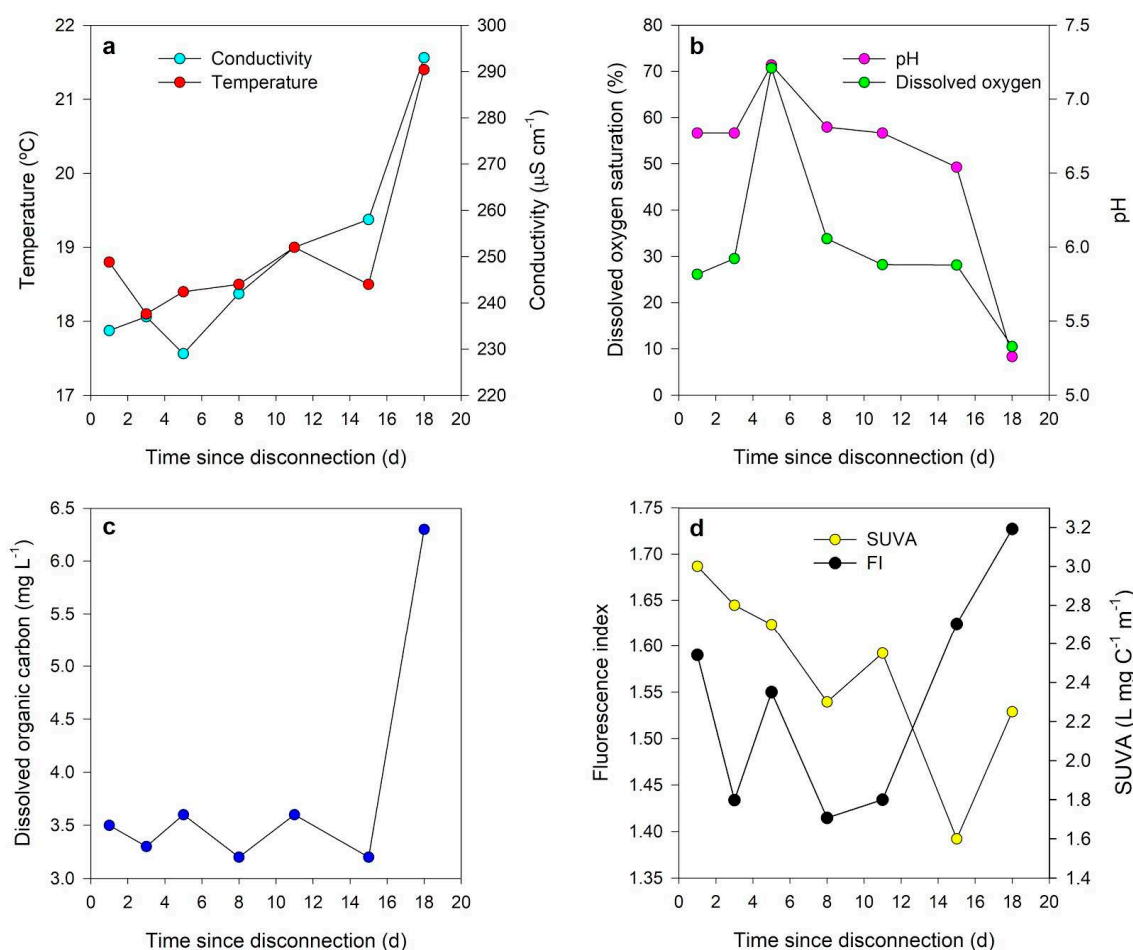 a
Conductivity
Temperature
Temperature (ºC)
22
21
20
19
18
17
Conductivity (μS cm-1)
300
290
280
270
260
250
240
230
220
0 2 4 6 8 10 12 14 16 18 20
Time since disconnection (d)
b
pH
Dissolved oxygen
Dissolved oxygen saturation (%)
80
70
60
50
40
30
20
10
0
pH
7.5
7.0
6.5
6.0
5.5
5.0
0 2 4 6 8 10 12 14 16 18 20
Time since disconnection (d)
c
Dissolved organic carbon (mg L-1)
6.5
6.0
5.5
5.0
4.5
4.0
3.5
3.0
0 2 4 6 8 10 12 14 16 18 20
Time since disconnection (d)
d
SUVA
FI
Fluorescence index
1.75
1.70
1.65
1.60
1.55
1.50
1.45
1.40
1.35
SUVA (L mg C-1 m-1)
3.2
3.0
2.8
2.6
2.4
2.2
2.0
1.8
1.6
1.4
0 2 4 6 8 10 12 14 16 18 20
Time since disconnection (d)